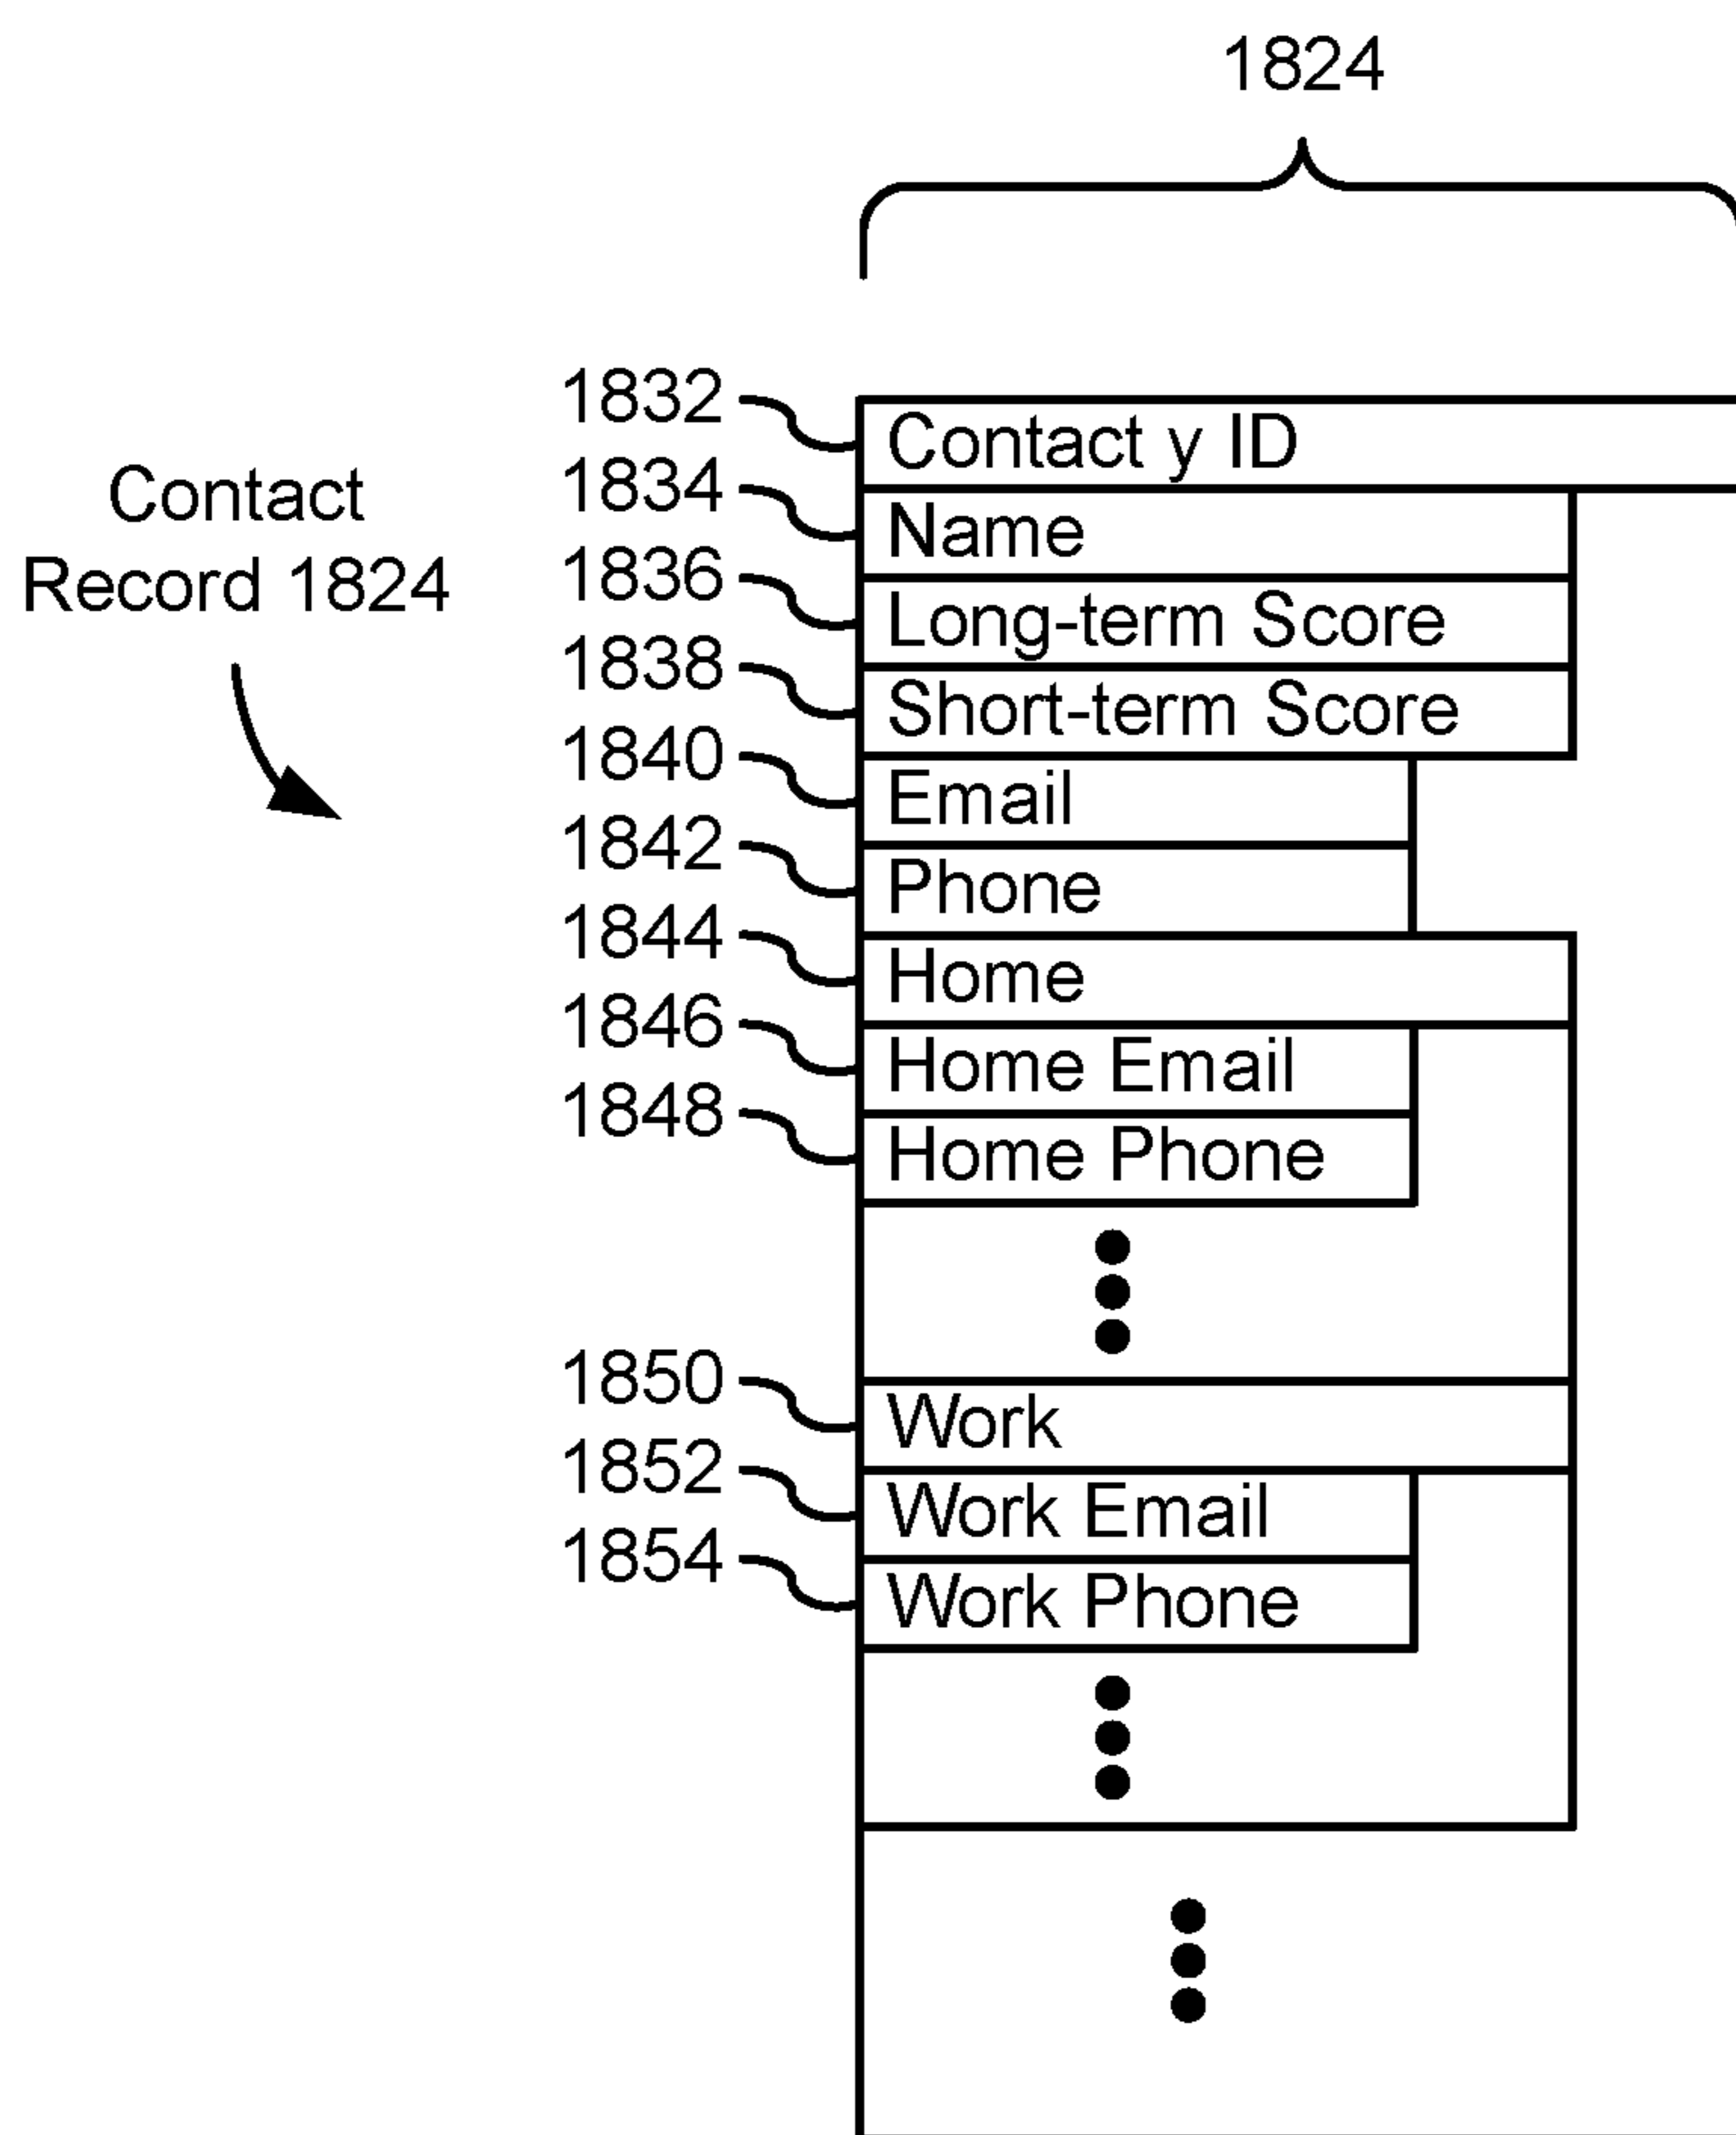 1824
Contact
Record 1824
1832 Contact y ID
1834 Name
1836 Long-term Score
1838 Short-term Score
1840 Email
1842 Phone
1844 Home
1846 Home Email
1848 Home Phone
1850 Work
1852 Work Email
1854 Work Phone